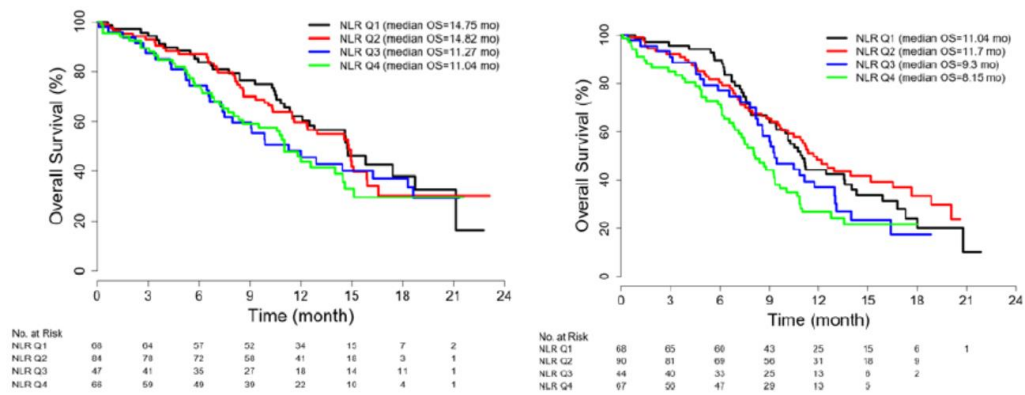 NLR Q1 (median OS=14.75 mo)
NLR Q2 (median OS=14.82 mo)
NLR Q3 (median OS=11.27 mo)
NLR Q4 (median OS=11.04 mo)
Overall Survival (%)
100
80
60
40
20
0
0 3 6 9 12 15 18 21 24
Time (month)
No. at Risk
NLR Q1 68 64 57 52 34 15 7 2
NLR Q2 84 78 72 58 41 18 3 1
NLR Q3 47 41 35 27 18 14 11 1
NLR Q4 66 59 49 39 22 10 4 1
NLR Q1 (median OS=11.04 mo)
NLR Q2 (median OS=11.7 mo)
NLR Q3 (median OS=9.3 mo)
NLR Q4 (median OS=8.15 mo)
Overall Survival (%)
100
80
60
40
20
0
0 3 6 9 12 15 18 21 24
Time (month)
No. at Risk
NLR Q1 68 65 60 43 25 15 6 1
NLR Q2 90 81 69 56 31 18 9
NLR Q3 44 40 33 25 13 2
NLR Q4 67 47 29 13